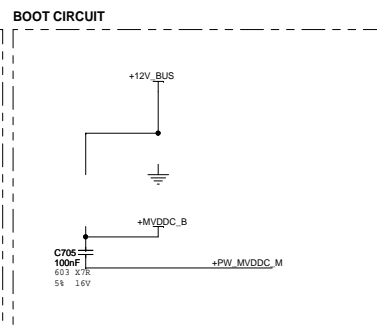 BOOT CIRCUIT
+12V_BUS
+MVDDC_B
C705
100nF
+PW_MVDDC_M
603 X7R
5% 16V